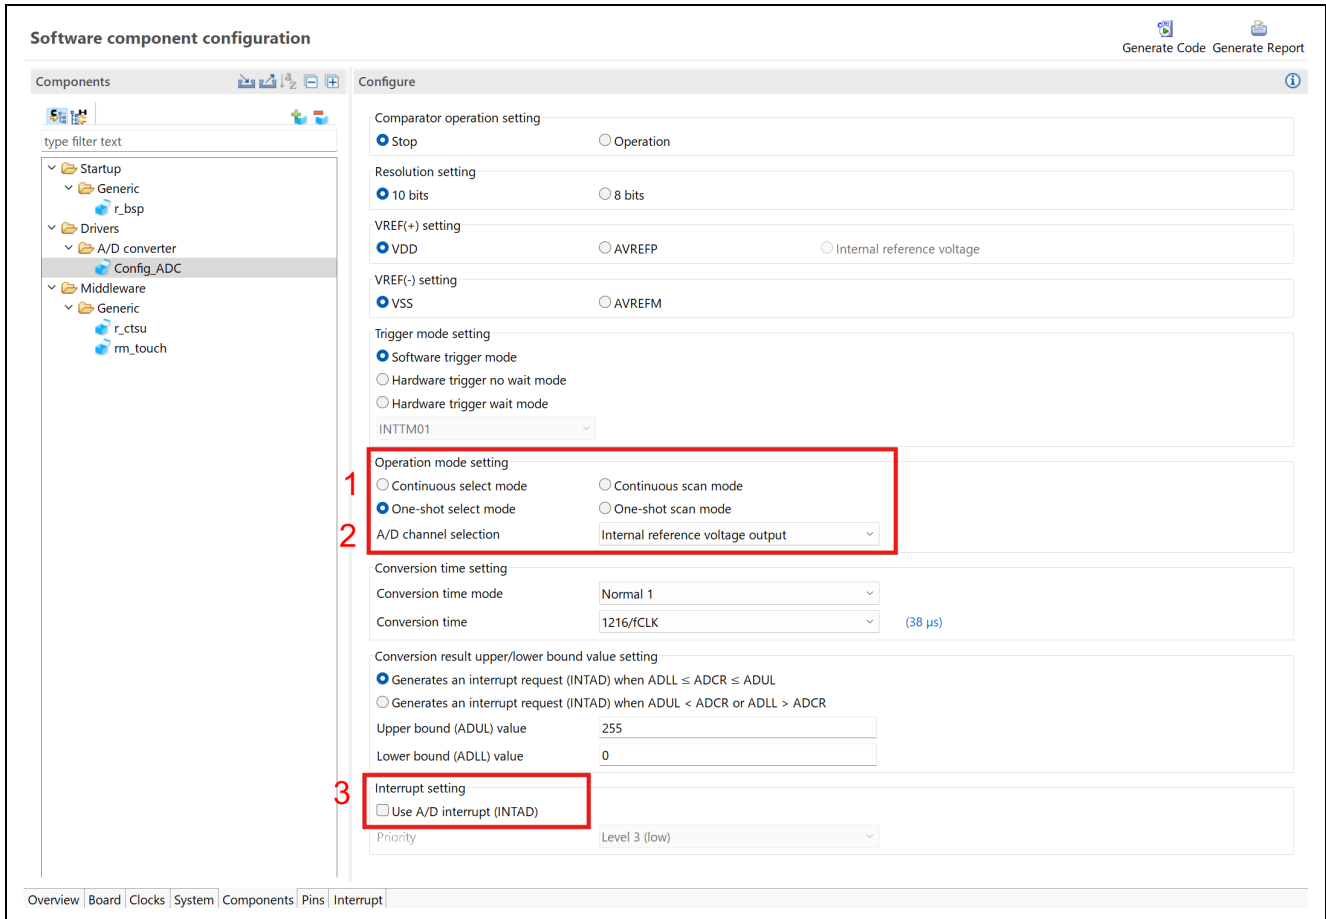 Software component configuration
Generate Code Generate Report
Components
Configure
type filter text
Startup
Generic
r_bsp
Drivers
A/D converter
Config_ADC
Middleware
Generic
r_ctsu
rm_touch
Comparator operation setting
Stop Operation
Resolution setting
10 bits 8 bits
VREF(+) setting
VDD AVREFP Internal reference voltage
VREF(-) setting
VSS AVREFM
Trigger mode setting
Software trigger mode
Hardware trigger no wait mode
Hardware trigger wait mode
INTTM01
Operation mode setting
1 Continuous select mode Continuous scan mode
One-shot select mode One-shot scan mode
2 A/D channel selection Internal reference voltage output
Conversion time setting
Conversion time mode Normal 1
Conversion time 1216/fCLK (38 μs)
Conversion result upper/lower bound value setting
Generates an interrupt request (INTAD) when ADLL ≤ ADCR ≤ ADUL
Generates an interrupt request (INTAD) when ADUL < ADCR or ADLL > ADCR
Upper bound (ADUL) value 255
Lower bound (ADLL) value 0
3 Interrupt setting
Use A/D interrupt (INTAD)
Priority Level 3 (low)
Overview Board Clocks System Components Pins Interrupt